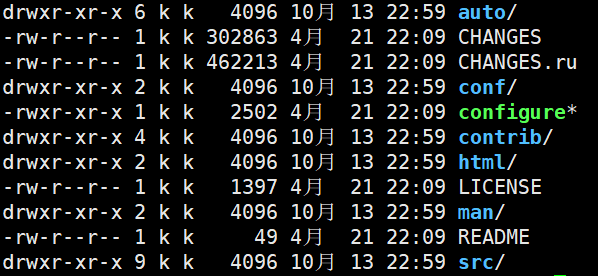 drwxr-xr-x 6 k k   4096 10月 13 22:59 auto/
-rw-r--r-- 1 k k 302863 4月  21 22:09 CHANGES
-rw-r--r-- 1 k k 462213 4月  21 22:09 CHANGES.ru
drwxr-xr-x 2 k k   4096 10月 13 22:59 conf/
-rwxr-xr-x 1 k k   2502 4月  21 22:09 configure*
drwxr-xr-x 4 k k   4096 10月 13 22:59 contrib/
drwxr-xr-x 2 k k   4096 10月 13 22:59 html/
-rw-r--r-- 1 k k   1397 4月  21 22:09 LICENSE
drwxr-xr-x 2 k k   4096 10月 13 22:59 man/
-rw-r--r-- 1 k k     49 4月  21 22:09 README
drwxr-xr-x 9 k k   4096 10月 13 22:59 src/